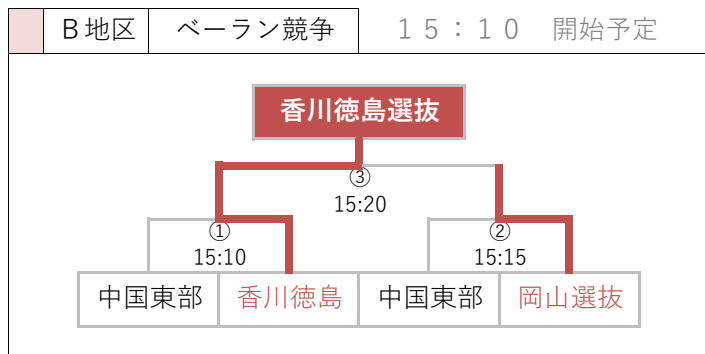 B地区 ベーラン競争 １５：１０ 開始予定
香川徳島選抜
③
15:20
① ②
15:10 15:15
中国東部 香川徳島 中国東部 岡山選抜